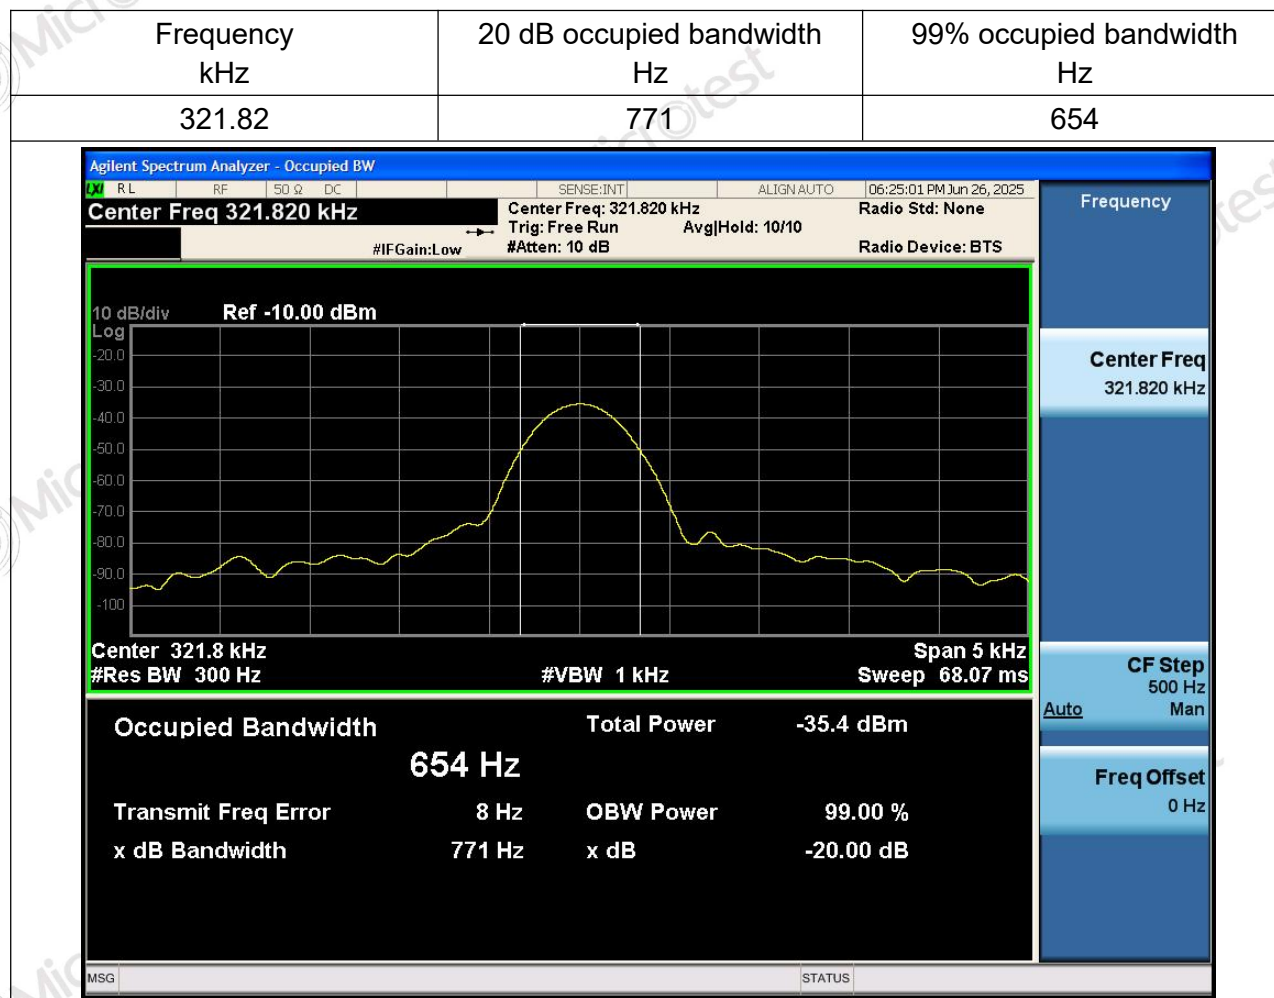 Frequency
kHz
20 dB occupied bandwidth
Hz
99% occupied bandwidth
Hz
321.82
771
654
Agilent Spectrum Analyzer - Occupied BW
LXI RL RF 50 Ω DC SENSE:INT ALIGN AUTO 06:25:01 PM Jun 26, 2025
Center Freq 321.820 kHz
#IFGain:Low
Center Freq: 321.820 kHz
Trig: Free Run Avg|Hold: 10/10
#Atten: 10 dB
Radio Std: None
Radio Device: BTS
10 dB/div Ref -10.00 dBm
Log
-20.0
-30.0
-40.0
-50.0
-60.0
-70.0
-80.0
-90.0
-100
Center 321.8 kHz Span 5 kHz
#Res BW 300 Hz #VBW 1 kHz Sweep 68.07 ms
Occupied Bandwidth Total Power -35.4 dBm
654 Hz
Transmit Freq Error 8 Hz OBW Power 99.00 %
x dB Bandwidth 771 Hz x dB -20.00 dB
MSG STATUS
Frequency
Center Freq
321.820 kHz
CF Step
500 Hz
Auto Man
Freq Offset
0 Hz
Microtest